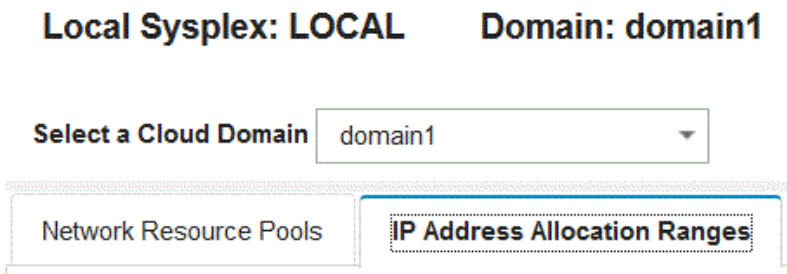 Local Sysplex: LOCAL Domain: domain1
Select a Cloud Domain domain1
Network Resource Pools IP Address Allocation Ranges